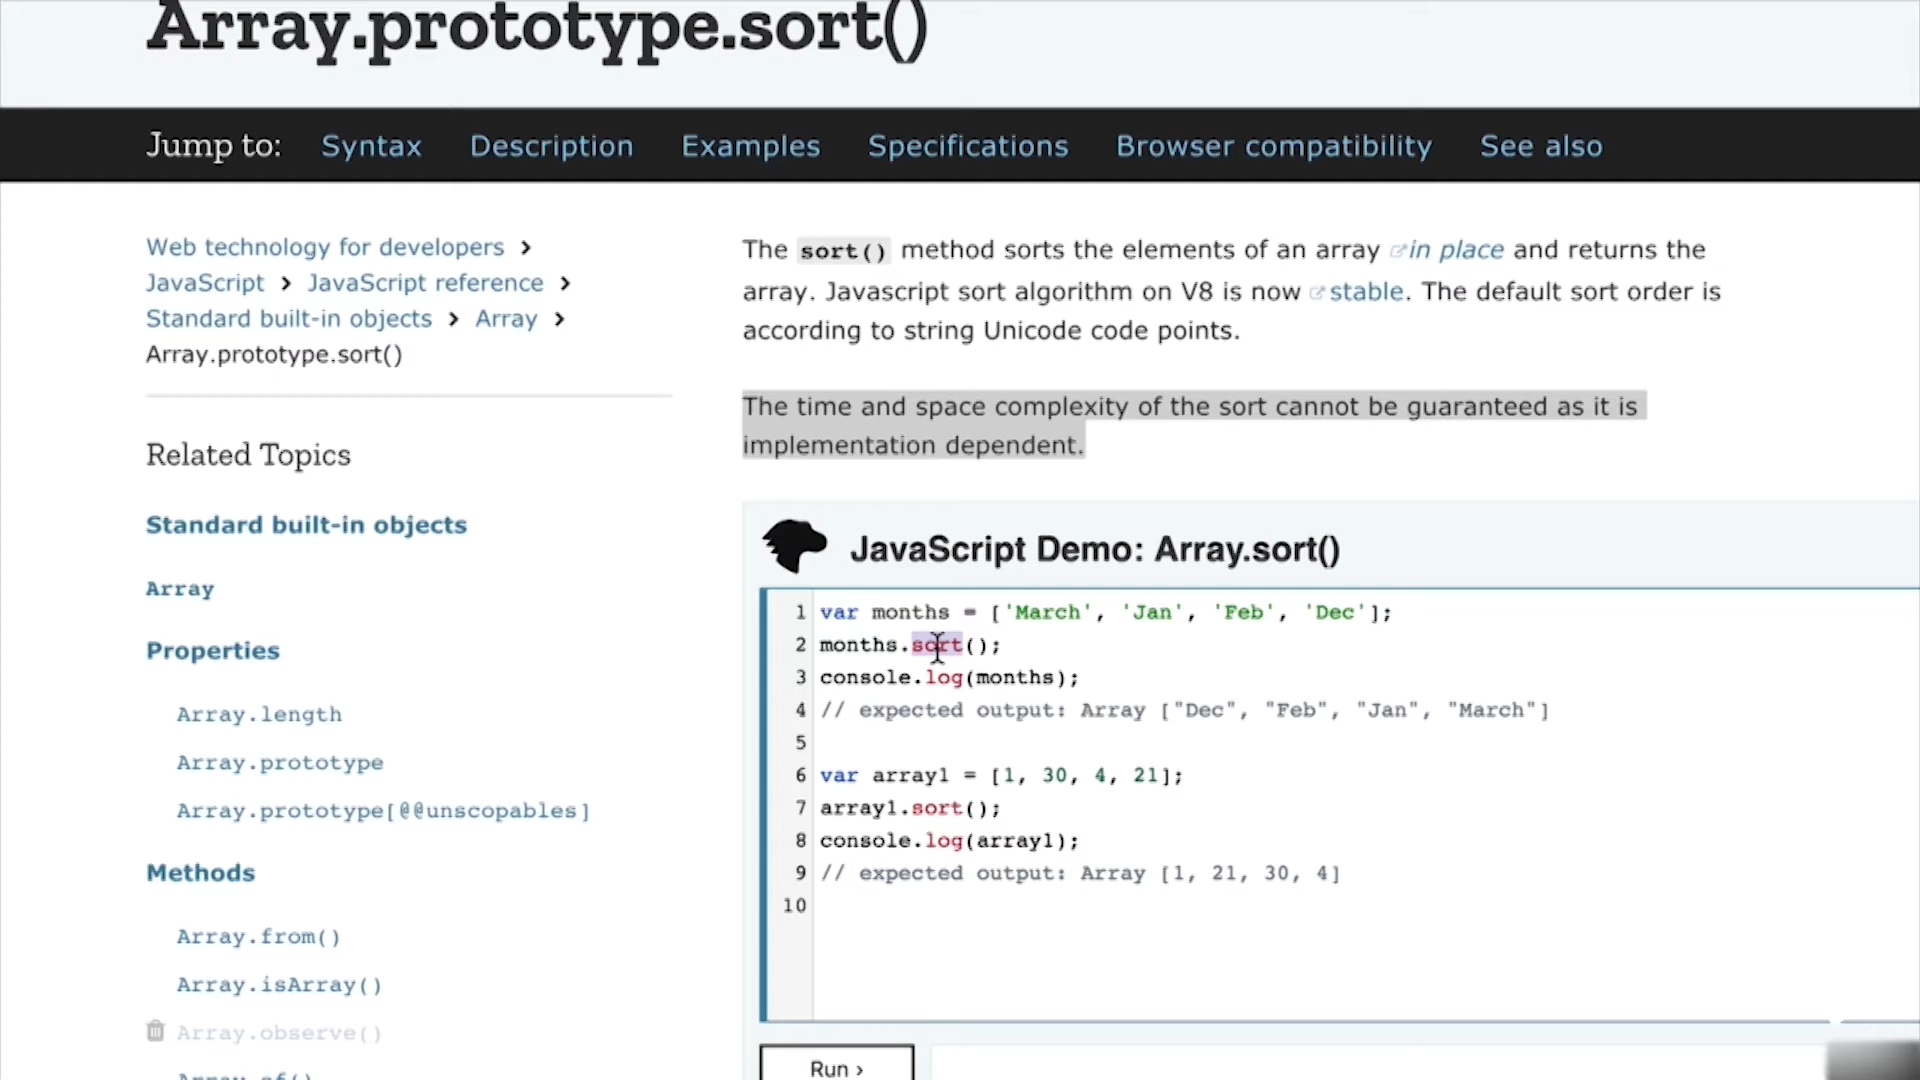 Array.prototype.sort()
Jump to: Syntax Description Examples Specifications Browser compatibility See also
Web technology for developers >
JavaScript > JavaScript reference >
Standard built-in objects > Array >
Array.prototype.sort()
Related Topics
Standard built-in objects
Array
Properties
Array.length
Array.prototype
Array.prototype[@@unscopables]
Methods
Array.from()
Array.isArray()
Array.observe()
Array.of()
The sort() method sorts the elements of an array in place and returns the
array. Javascript sort algorithm on V8 is now stable. The default sort order is
according to string Unicode code points.
The time and space complexity of the sort cannot be guaranteed as it is
implementation dependent.
JavaScript Demo: Array.sort()
1 var months = ['March', 'Jan', 'Feb', 'Dec'];
2 months.sort();
3 console.log(months);
4 // expected output: Array ["Dec", "Feb", "Jan", "March"]
5
6 var array1 = [1, 30, 4, 21];
7 array1.sort();
8 console.log(array1);
9 // expected output: Array [1, 21, 30, 4]
10
Run ›